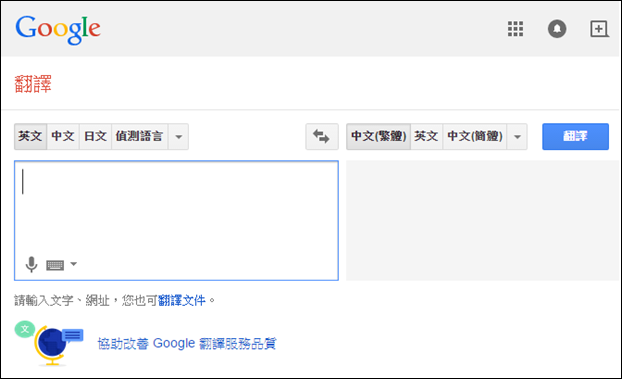 Google
翻譯
英文 中文 日文 偵測語言 中文(繁體) 英文 中文(簡體) 翻譯
請輸入文字、網址，您也可翻譯文件。
文
協助改善 Google 翻譯服務品質